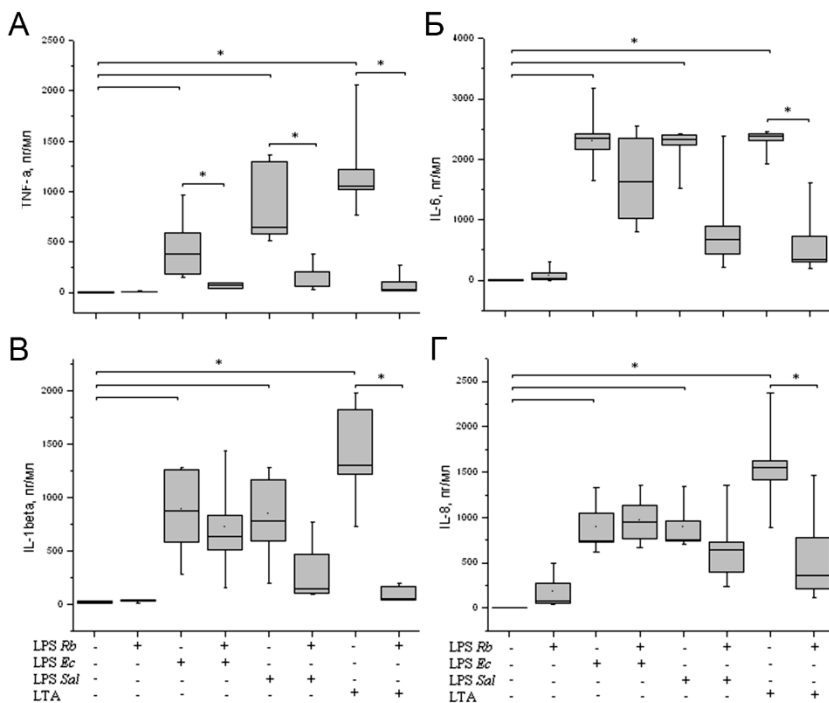 А
2500
2000
1500
1000
500
0
TNF-a, пг/мл
*
*
*
*
Б
4000
3000
2000
1000
0
IL-6, пг/мл
*
*
В
2000
1500
1000
500
0
IL-1beta, пг/мл
*
*
LPS Rb - + - + - + - +
LPS Ec - - + + - - - -
LPS Sal - - - - + + - -
LTA - - - - - - + +
Г
2500
2000
1500
1000
500
0
IL-8, пг/мл
*
*
LPS Rb - + - + - + - +
LPS Ec - - + + - - - -
LPS Sal - - - - + + - -
LTA - - - - - - + +